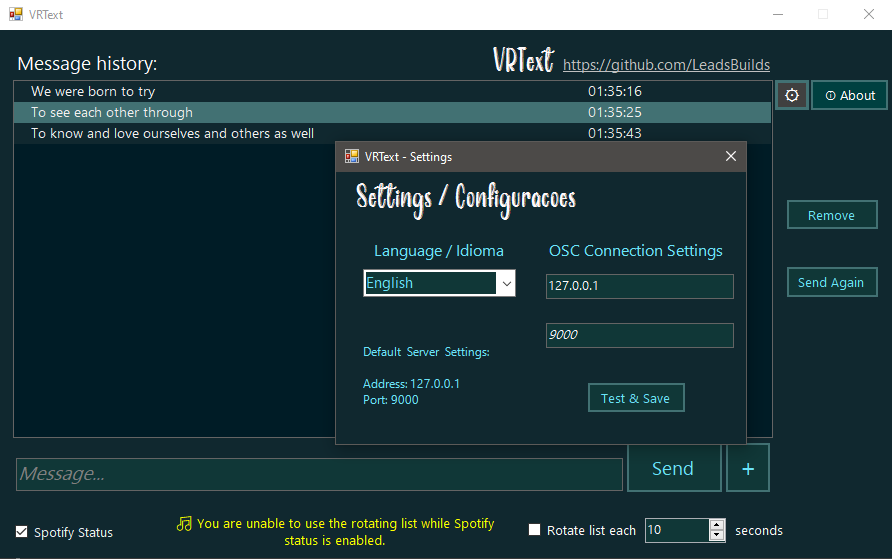 VRText
Message history:
VRText https://github.com/LeadsBuilds
We were born to try 01:35:16
To see each other through 01:35:25
To know and love ourselves and others as well 01:35:43
About
Remove
Send Again
VRText - Settings
Settings / Configuracoes
Language / Idioma
OSC Connection Settings
English
127.0.0.1
9000
Default Server Settings:
Address: 127.0.0.1
Port: 9000
Test & Save
Message...
Send
+
Spotify Status
You are unable to use the rotating list while Spotify
status is enabled.
Rotate list each 10 seconds